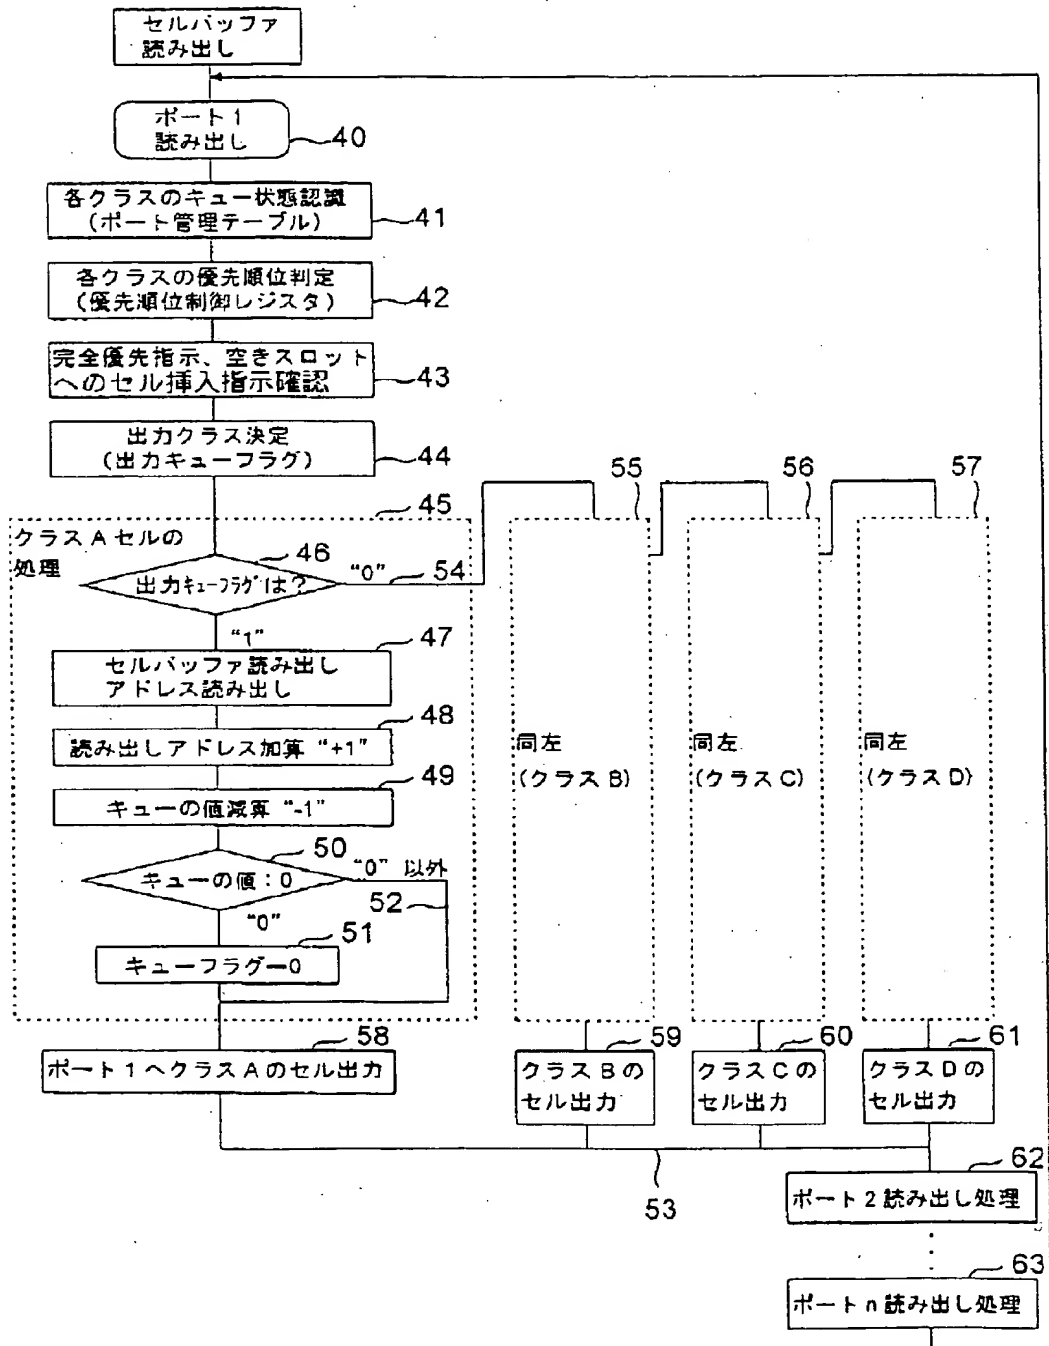 セルバッファ
読み出し
ポート1
読み出し
40
各クラスのキュー状態認識
(ポート管理テーブル)
41
各クラスの優先順位判定
(優先順位制御レジスタ)
42
完全優先指示、空きスロット
へのセル挿入指示確認
43
出力クラス決定
(出力キューフラグ)
44
45
クラスAセルの
処理
46
出力キューフラグは?
“0”
54
“1”
47
セルバッファ読み出し
アドレス読み出し
48
読み出しアドレス加算 “+1”
49
キューの値減算 “-1”
50
キューの値:0
“0” 以外
52
“0”
51
キューフラグー0
55
同左
(クラスB)
56
同左
(クラスC)
57
同左
(クラスD)
58
ポート1へクラスAのセル出力
59
クラスBの
セル出力
60
クラスCの
セル出力
61
クラスDの
セル出力
53
62
ポート2読み出し処理
63
ポートn読み出し処理